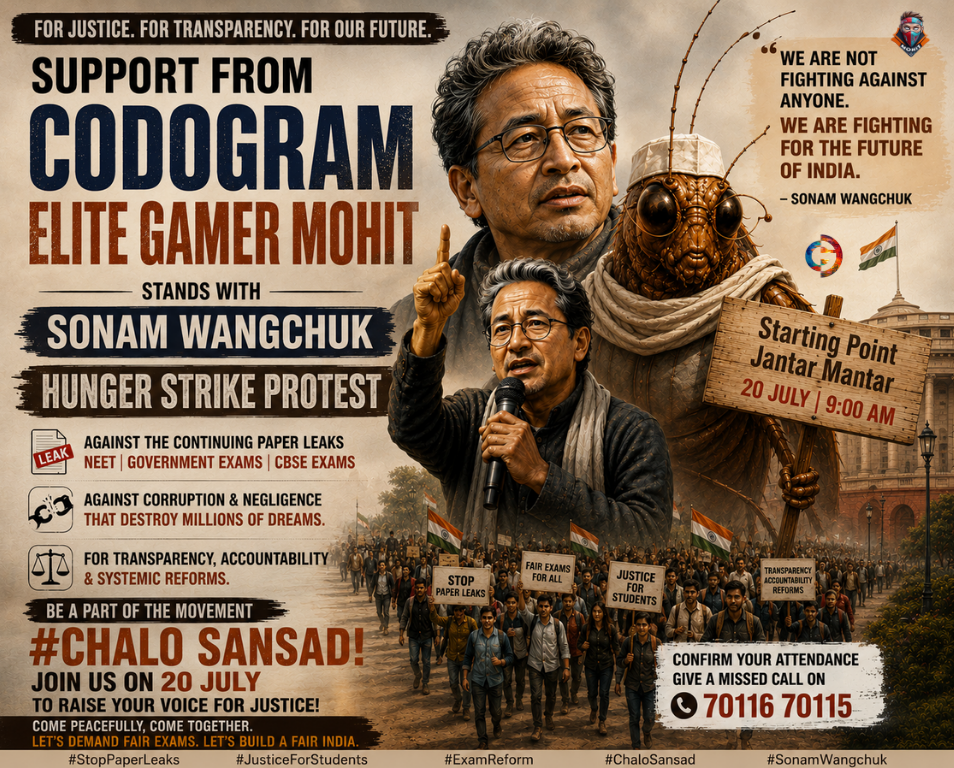 FOR JUSTICE. FOR TRANSPARENCY. FOR OUR FUTURE.
SUPPORT FROM
CODOGRAM
ELITE GAMER MOHIT
STANDS WITH
SONAM WANGCHUK
HUNGER STRIKE PROTEST
LEAK
AGAINST THE CONTINUING PAPER LEAKS
NEET | GOVERNMENT EXAMS | CBSE EXAMS
AGAINST CORRUPTION & NEGLIGENCE
THAT DESTROY MILLIONS OF DREAMS.
FOR TRANSPARENCY, ACCOUNTABILITY
& SYSTEMIC REFORMS.
BE A PART OF THE MOVEMENT
#CHALO SANSAD!
JOIN US ON 20 JULY
TO RAISE YOUR VOICE FOR JUSTICE!
COME PEACEFULLY, COME TOGETHER.
LET'S DEMAND FAIR EXAMS. LET'S BUILD A FAIR INDIA.
MOHIT
“WE ARE NOT
FIGHTING AGAINST
ANYONE.
WE ARE FIGHTING
FOR THE FUTURE
OF INDIA.
– SONAM WANGCHUK
Starting Point
Jantar Mantar
20 JULY | 9:00 AM
STOP
PAPER LEAKS
FAIR EXAMS
FOR ALL
JUSTICE
FOR
STUDENTS
TRANSPARENCY
ACCOUNTABILITY
REFORMS
CONFIRM YOUR ATTENDANCE
GIVE A MISSED CALL ON
70116 70115
#StopPaperLeaks #JusticeForStudents #ExamReform #ChaloSansad #SonamWangchuk